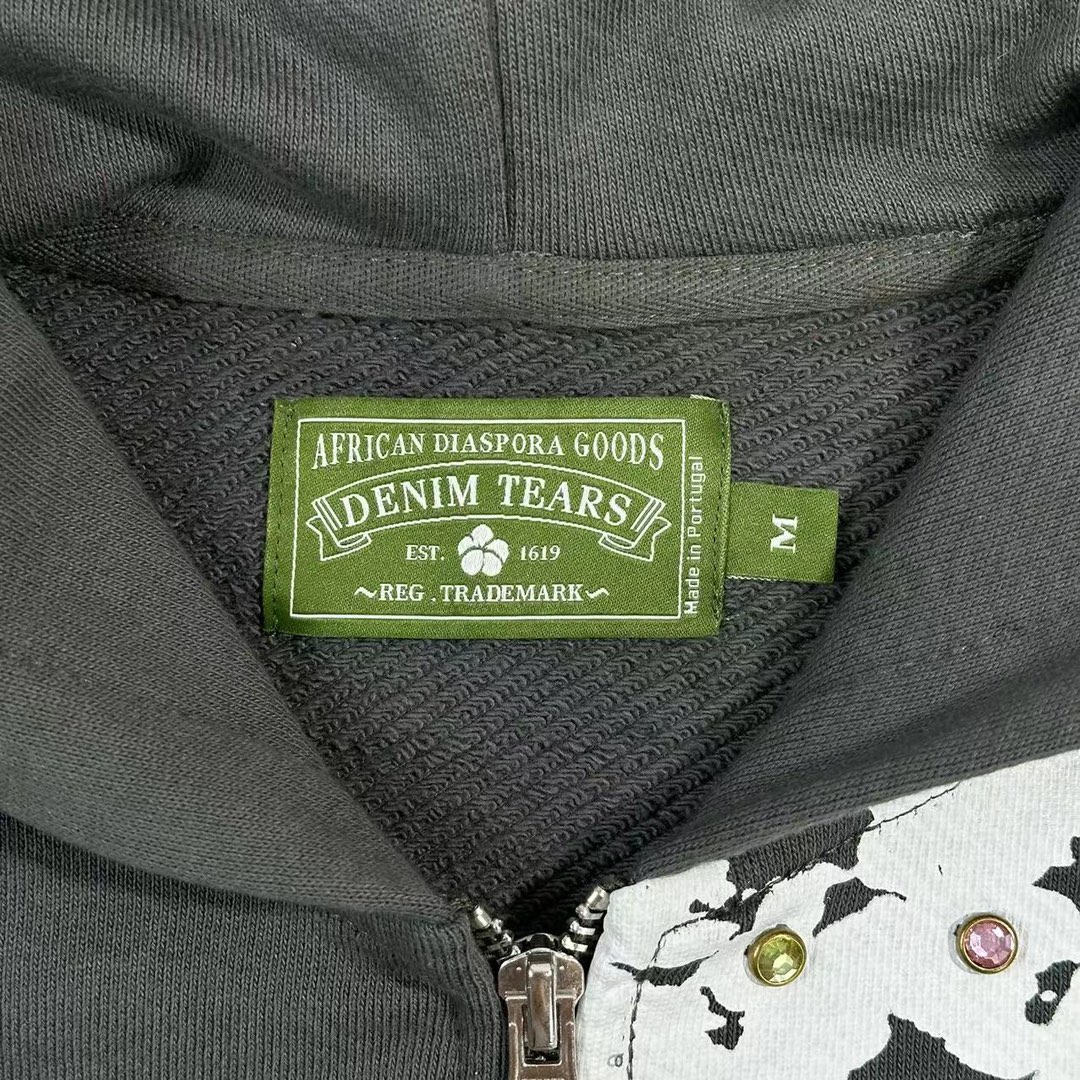 AFRICAN DIASPORA GOODS
DENIM TEARS
EST. 1619
~REG . TRADEMARK~
Made in Portugal
M
a